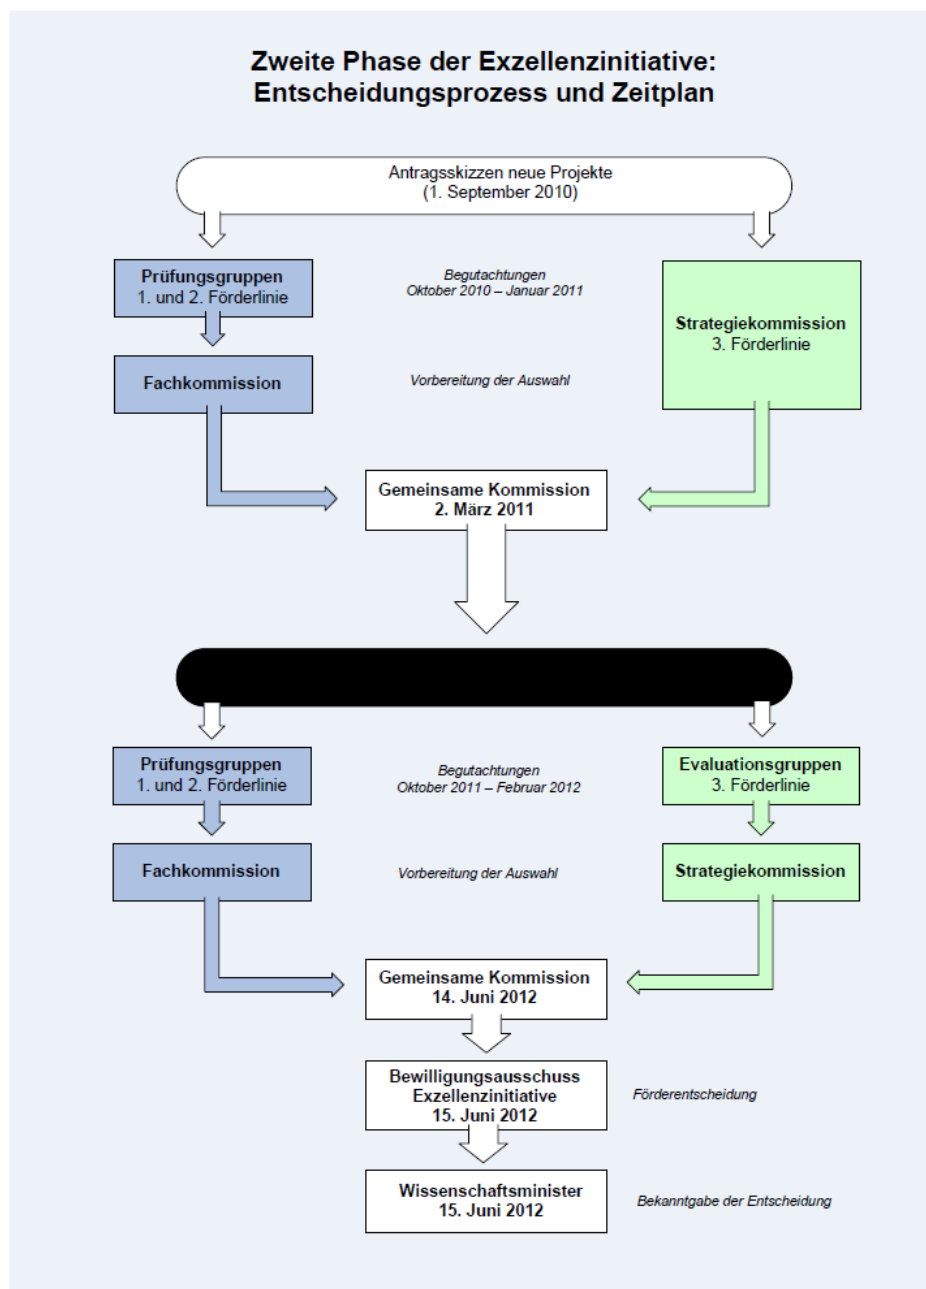 Zweite Phase der Exzellenzinitiative:
Entscheidungsprozess und Zeitplan
Antragsskizzen neue Projekte
(1. September 2010)
Prüfungsgruppen
1. und 2. Förderlinie
Begutachtungen
Oktober 2010 – Januar 2011
Strategiekommission
3. Förderlinie
Fachkommission
Vorbereitung der Auswahl
Gemeinsame Kommission
2. März 2011
Prüfungsgruppen
1. und 2. Förderlinie
Begutachtungen
Oktober 2011 – Februar 2012
Evaluationsgruppen
3. Förderlinie
Fachkommission
Vorbereitung der Auswahl
Strategiekommission
Gemeinsame Kommission
14. Juni 2012
Bewilligungsausschuss
Exzellenzinitiative
15. Juni 2012
Förderentscheidung
Wissenschaftsminister
15. Juni 2012
Bekanntgabe der Entscheidung